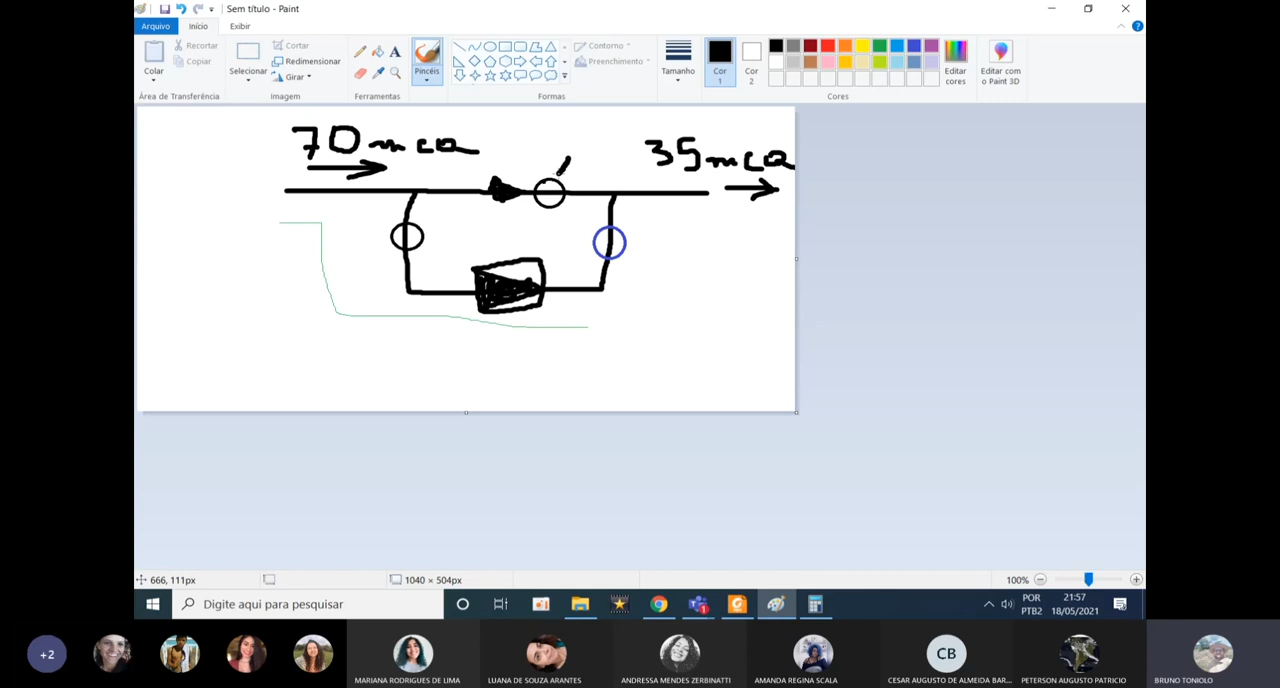 Sem título - Paint
Arquivo Início Exibir
Colar
Recortar
Copiar
Área de Transferência
Selecionar
Cortar
Redimensionar
Girar
Imagem
A
Ferramentas
Pincéis
Contorno
Preenchimento
Formas
Tamanho
Cor 1
Cor 2
Editar cores
Editar com o Paint 3D
Cores
70 mca
35 mca
666, 111px
1040 × 504px
100%
Digite aqui para pesquisar
1
POR
PTB2
21:57
18/05/2021
+2
CB
MARIANA RODRIGUES DE LIMA
LUANA DE SOUZA ARANTES
ANDRESSA MENDES ZERBINATTI
AMANDA REGINA SCALA
CESAR AUGUSTO DE ALMEIDA BAR...
PETERSON AUGUSTO PATRICIO
BRUNO TONIOLO